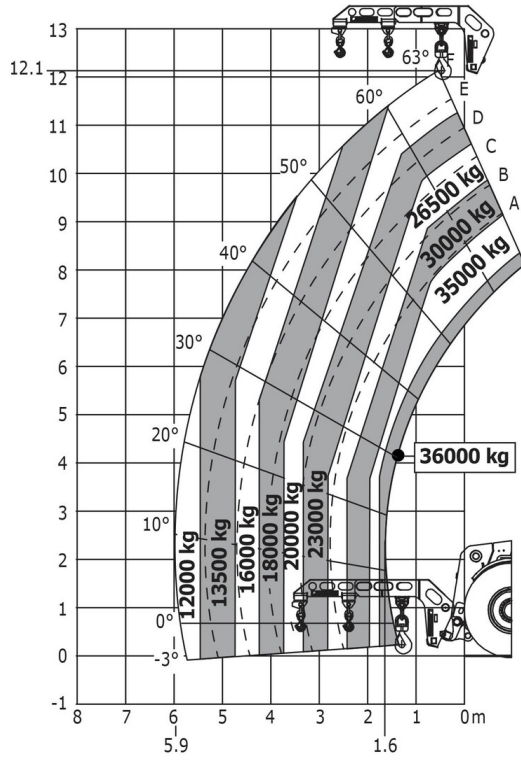 13
12.1
12
11
10
9
8
7
6
5
4
3
2
1
0
-1
63°
60°
50°
40°
30°
20°
10°
0°
-3°
F
E
D
C
B
A
26500 kg
30000 kg
35000 kg
36000 kg
12000 kg
13500 kg
16000 kg
18000 kg
20000 kg
23000 kg
8 7 6 5 4 3 2 1 0m
5.9 1.6